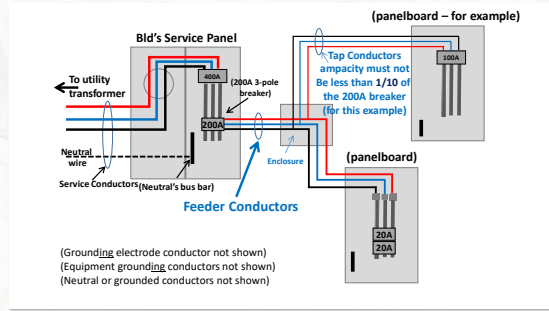 (panelboard – for example)
Bld's Service Panel
Tap Conductors
ampacity must not
Be less than 1/10 of
the 200A breaker
(for this example)
100A
To utility
transformer
400A
(200A 3-pole
breaker)
200A
Enclosure
Neutral
wire
Service Conductors
(Neutral's bus bar)
(panelboard)
Feeder Conductors
20A
20A
(Grounding electrode conductor not shown)
(Equipment grounding conductors not shown)
(Neutral or grounded conductors not shown)